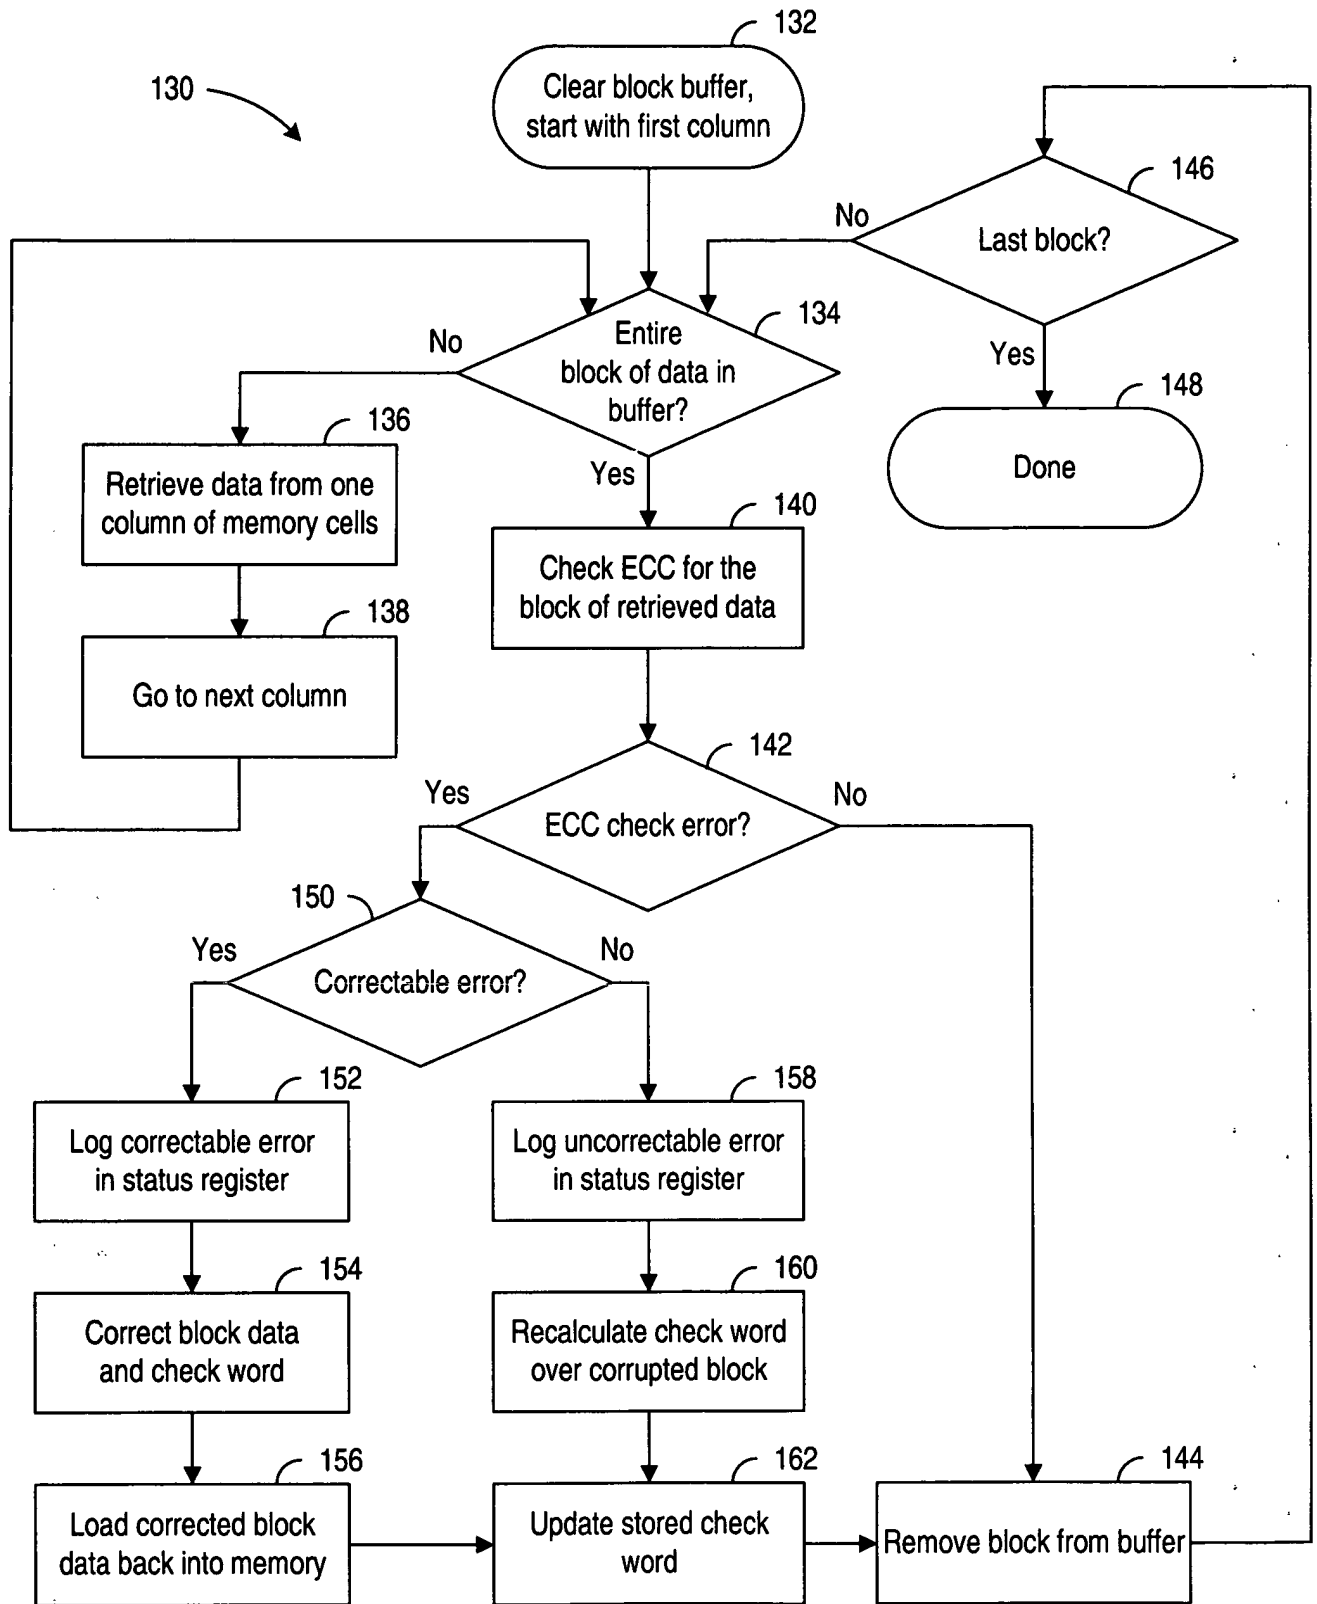 132
130
Clear block buffer,
start with first column
146
No
Last block?
134
No
Entire
block of data in
buffer?
Yes
148
Done
136
Retrieve data from one
column of memory cells
Yes
140
Check ECC for the
block of retrieved data
138
Go to next column
142
Yes
No
ECC check error?
150
Yes
No
Correctable error?
152
Log correctable error
in status register
158
Log uncorrectable error
in status register
154
Correct block data
and check word
160
Recalculate check word
over corrupted block
156
Load corrected block
data back into memory
162
Update stored check
word
144
Remove block from buffer